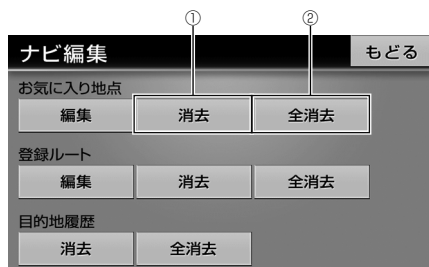 ① ②
ナビ編集 もどる
お気に入り地点
編集 消去 全消去
登録ルート
編集 消去 全消去
目的地履歴
消去 全消去